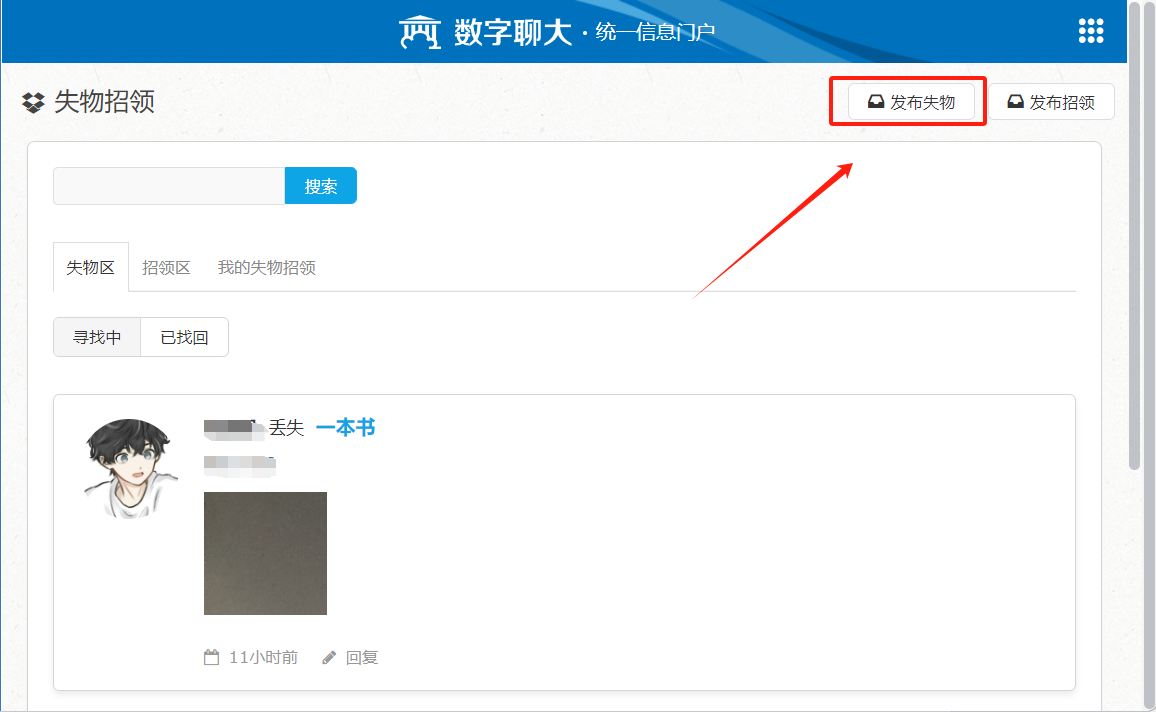 数字聊大·统一信息门户
失物招领
发布失物
发布招领
搜索
失物区 招领区 我的失物招领
寻找中 已找回
丢失 一本书
11小时前 回复